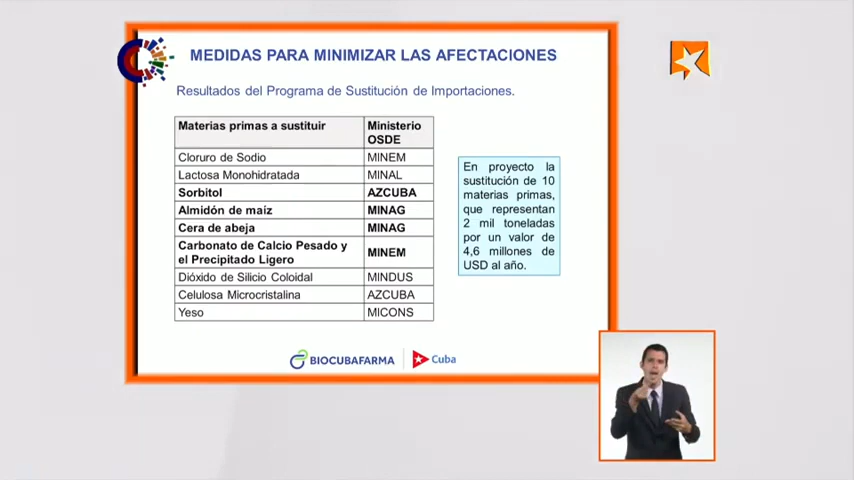 MEDIDAS PARA MINIMIZAR LAS AFECTACIONES
Resultados del Programa de Sustitución de Importaciones.
Materias primas a sustituir Ministerio OSDE
Cloruro de Sodio MINEM
Lactosa Monohidratada MINAL
Sorbitol AZCUBA
Almidón de maíz MINAG
Cera de abeja MINAG
Carbonato de Calcio Pesado y el Precipitado Ligero MINEM
Dióxido de Silicio Coloidal MINDUS
Celulosa Microcristalina AZCUBA
Yeso MICONS
En proyecto la
sustitución de 10
materias primas,
que representan
2 mil toneladas
por un valor de
4,6 millones de
USD al año.
BIOCUBAFARMA
Cuba